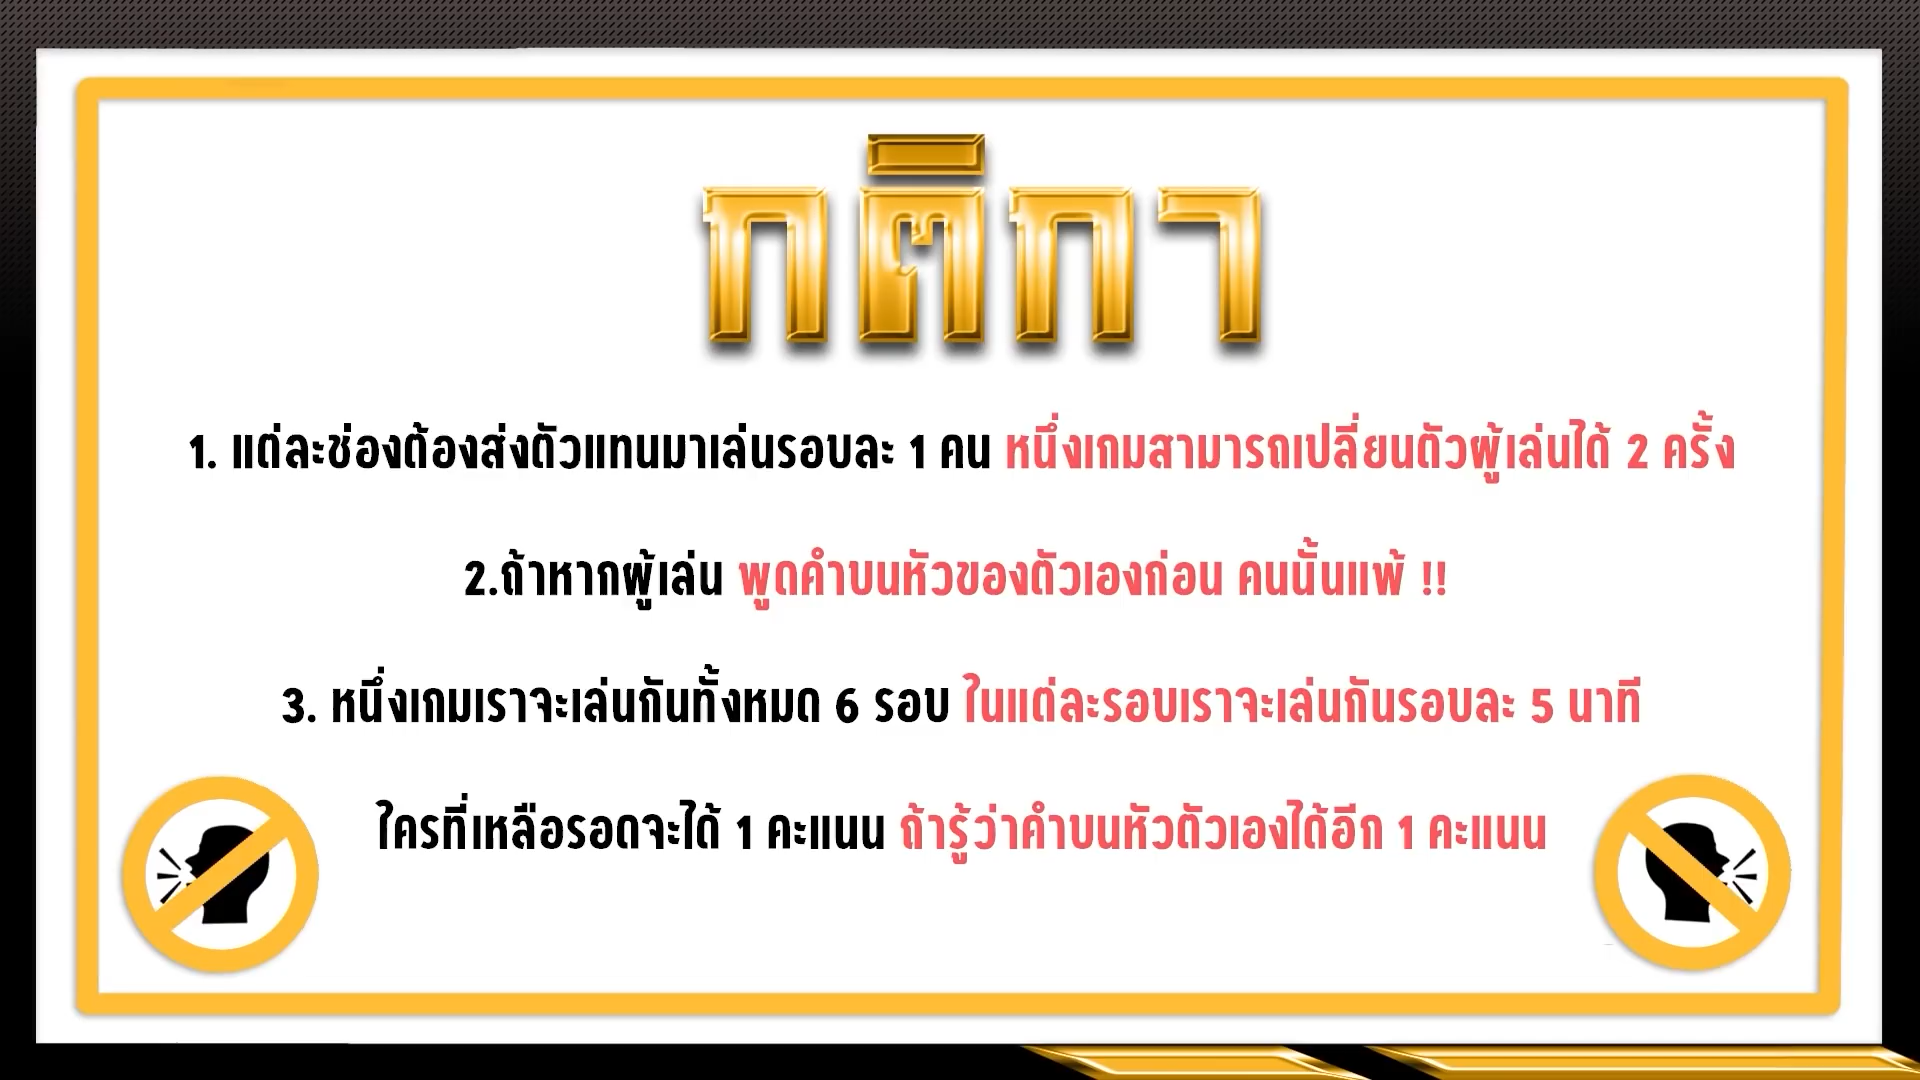 กติกา
1. แต่ละช่องต้องส่งตัวแทนมาเล่นรอบละ 1 คน หนึ่งเกมสามารถเปลี่ยนตัวผู้เล่นได้ 2 ครั้ง
2.ถ้าหากผู้เล่น พูดคำบนหัวของตัวเองก่อน คนนั้นแพ้ !!
3. หนึ่งเกมเราจะเล่นกันทั้งหมด 6 รอบ ในแต่ละรอบเราจะเล่นกันรอบละ 5 นาที
ใครที่เหลือรอดจะได้ 1 คะแนน ถ้ารู้ว่าคำบนหัวตัวเองได้อีก 1 คะแนน